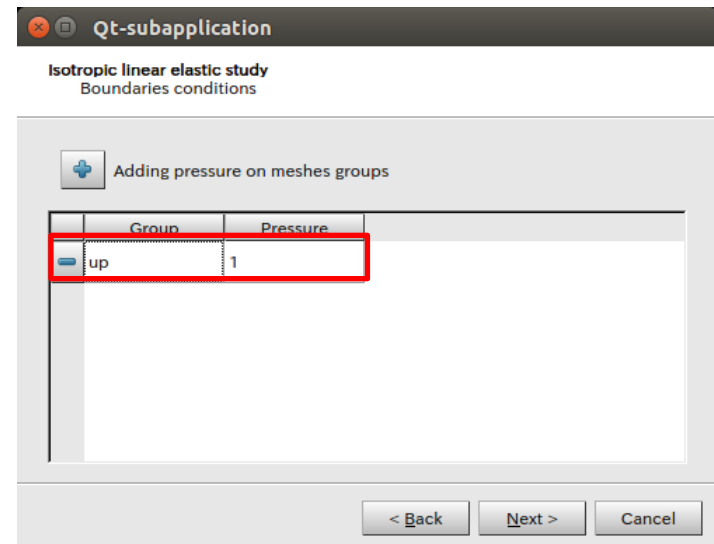 Qt-subapplication
Isotropic linear elastic study
Boundaries conditions
Adding pressure on meshes groups
Group Pressure
up 1
< Back Next > Cancel